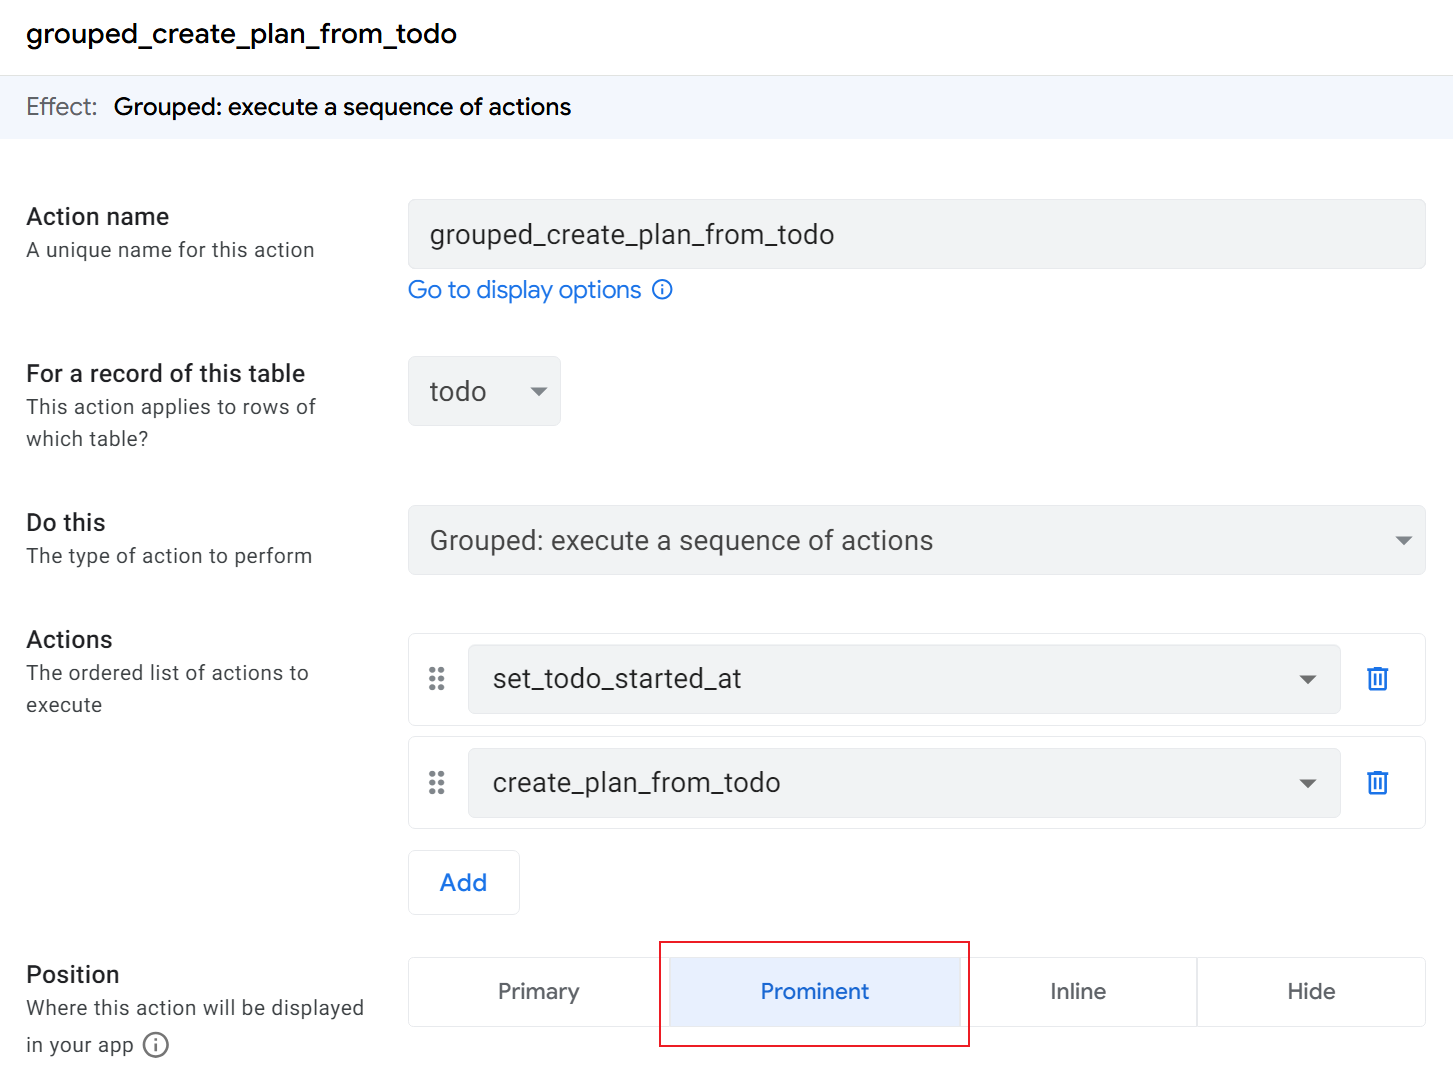 grouped_create_plan_from_todo
Effect: Grouped: execute a sequence of actions
Action name
A unique name for this action
grouped_create_plan_from_todo
Go to display options
For a record of this table
This action applies to rows of
which table?
todo
Do this
The type of action to perform
Grouped: execute a sequence of actions
Actions
The ordered list of actions to
execute
set_todo_started_at
create_plan_from_todo
Add
Position
Where this action will be displayed
in your app
Primary
Prominent
Inline
Hide